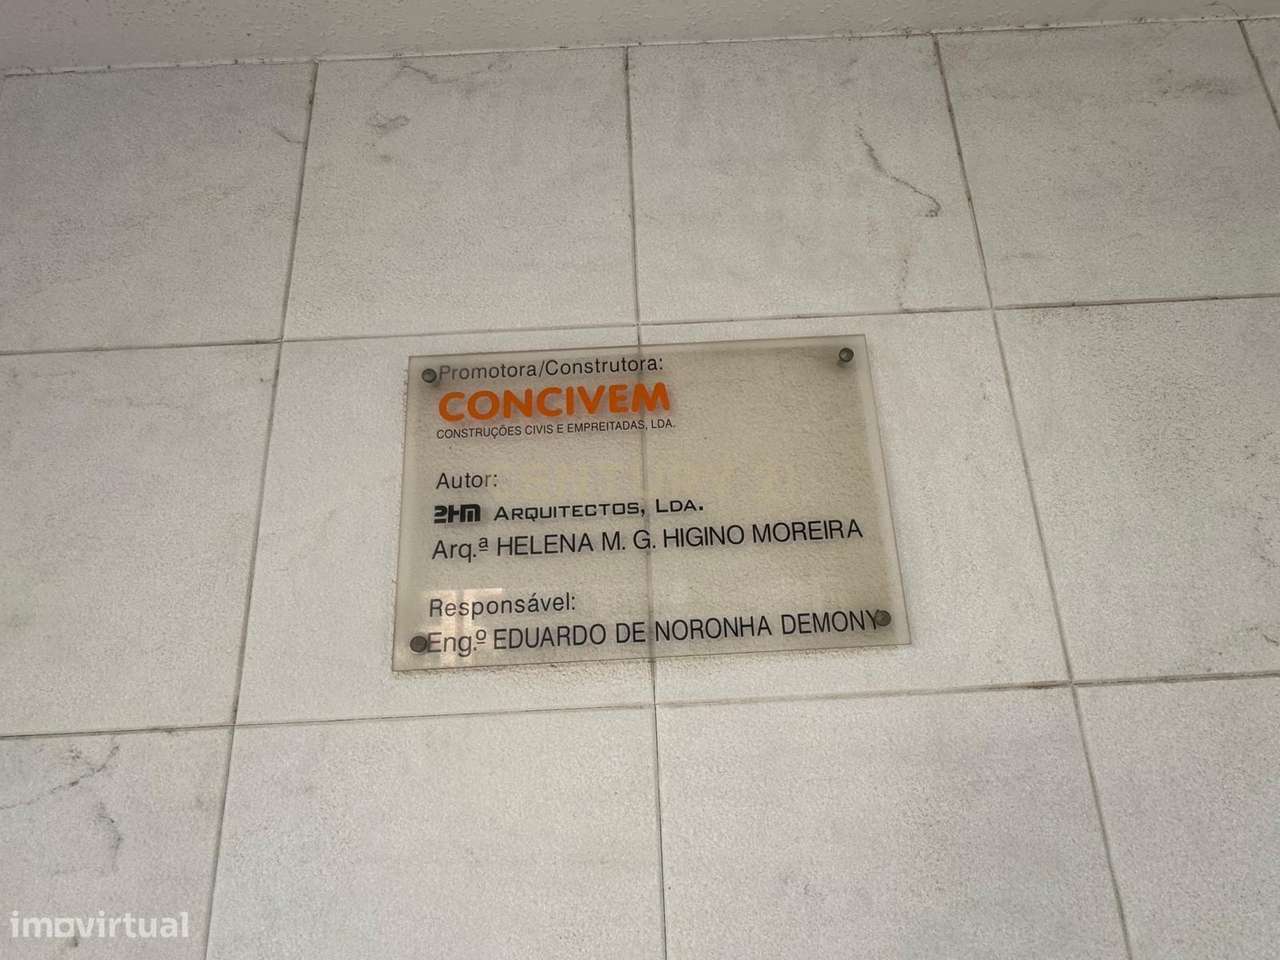 Promotora/Construtora:
CONCIVEM
CONSTRUÇÕES CIVIS E EMPREITADAS, LDA.
Autor:
2HM ARQUITECTOS, LDA.
Arq.ª HELENA M. G. HIGINO MOREIRA
Responsável:
Eng.º EDUARDO DE NORONHA DEMONY
imovirtual